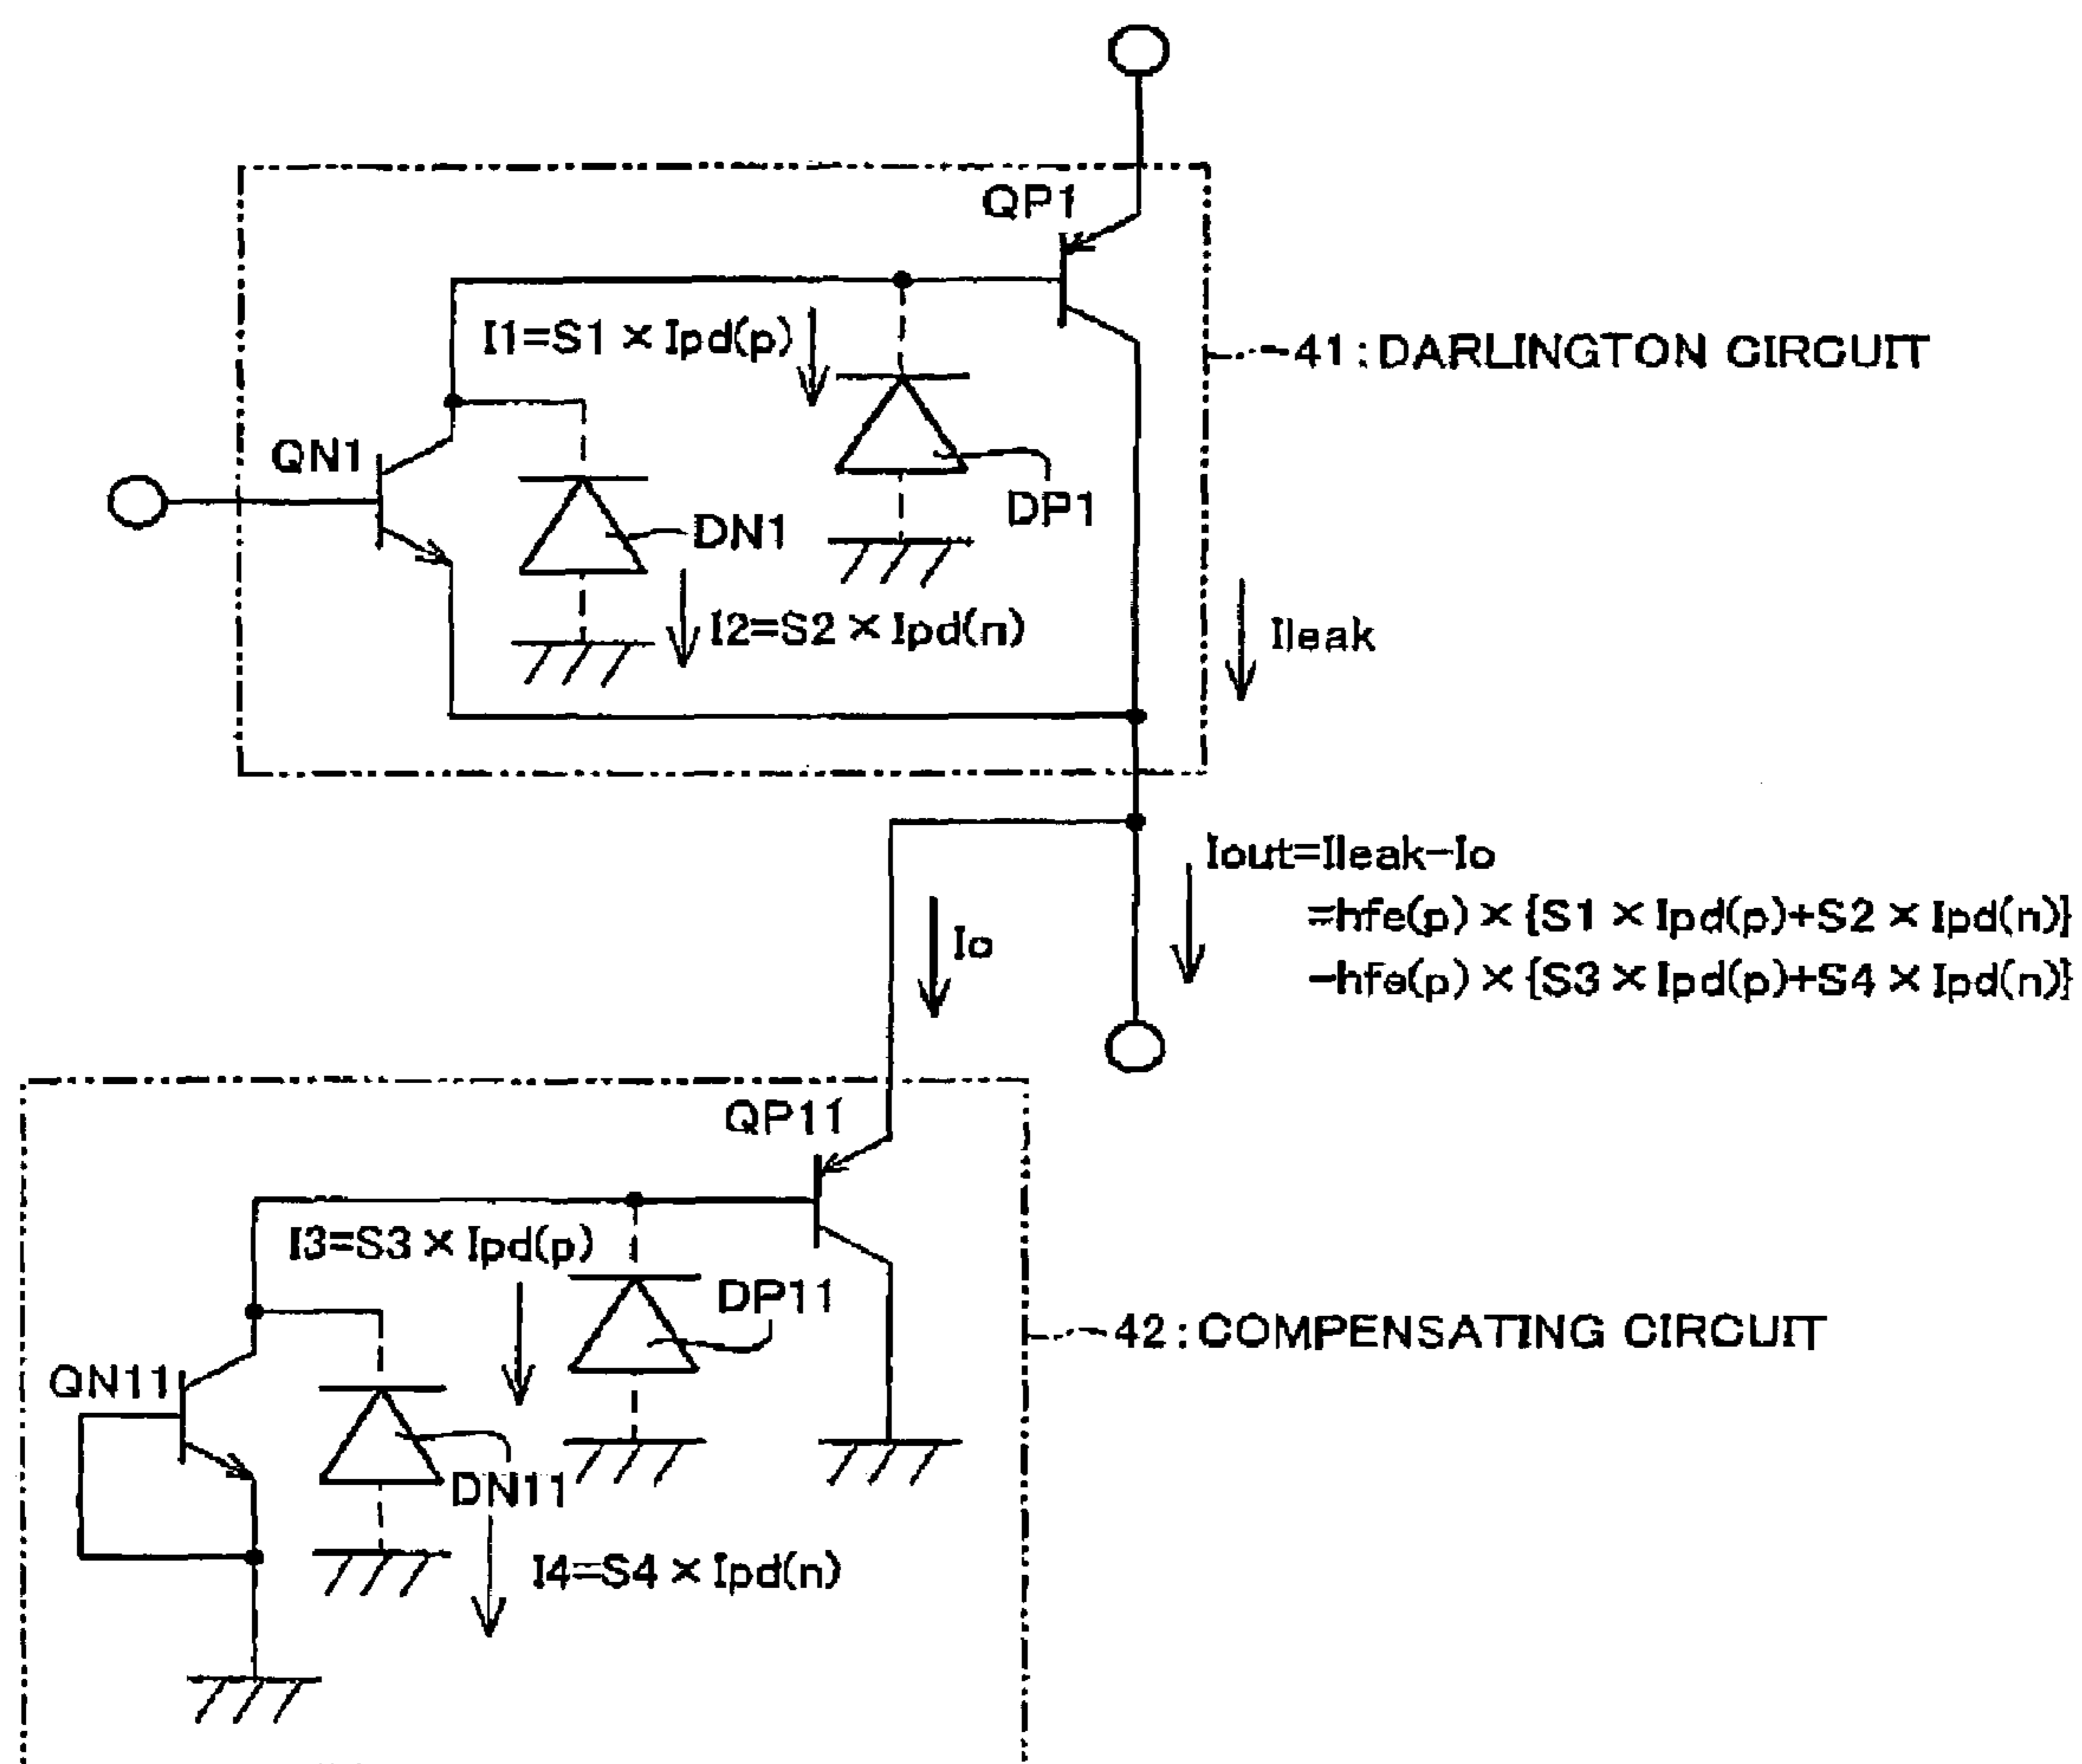 QP1
I1=S1 × Ipd(p)
41:DARLINGTON CIRCUIT
QN1
DP1
DN1
I2=S2 × Ipd(n)
Ileak
Iout=Ileak-Io
=hfe(p) × {S1 × Ipd(p)+S2 × Ipd(n)}
-hfe(p) × {S3 × Ipd(p)+S4 × Ipd(n)}
Io
QP11
I3=S3 × Ipd(p)
DP11
42:COMPENSATING CIRCUIT
QN11
DN11
I4=S4 × Ipd(n)